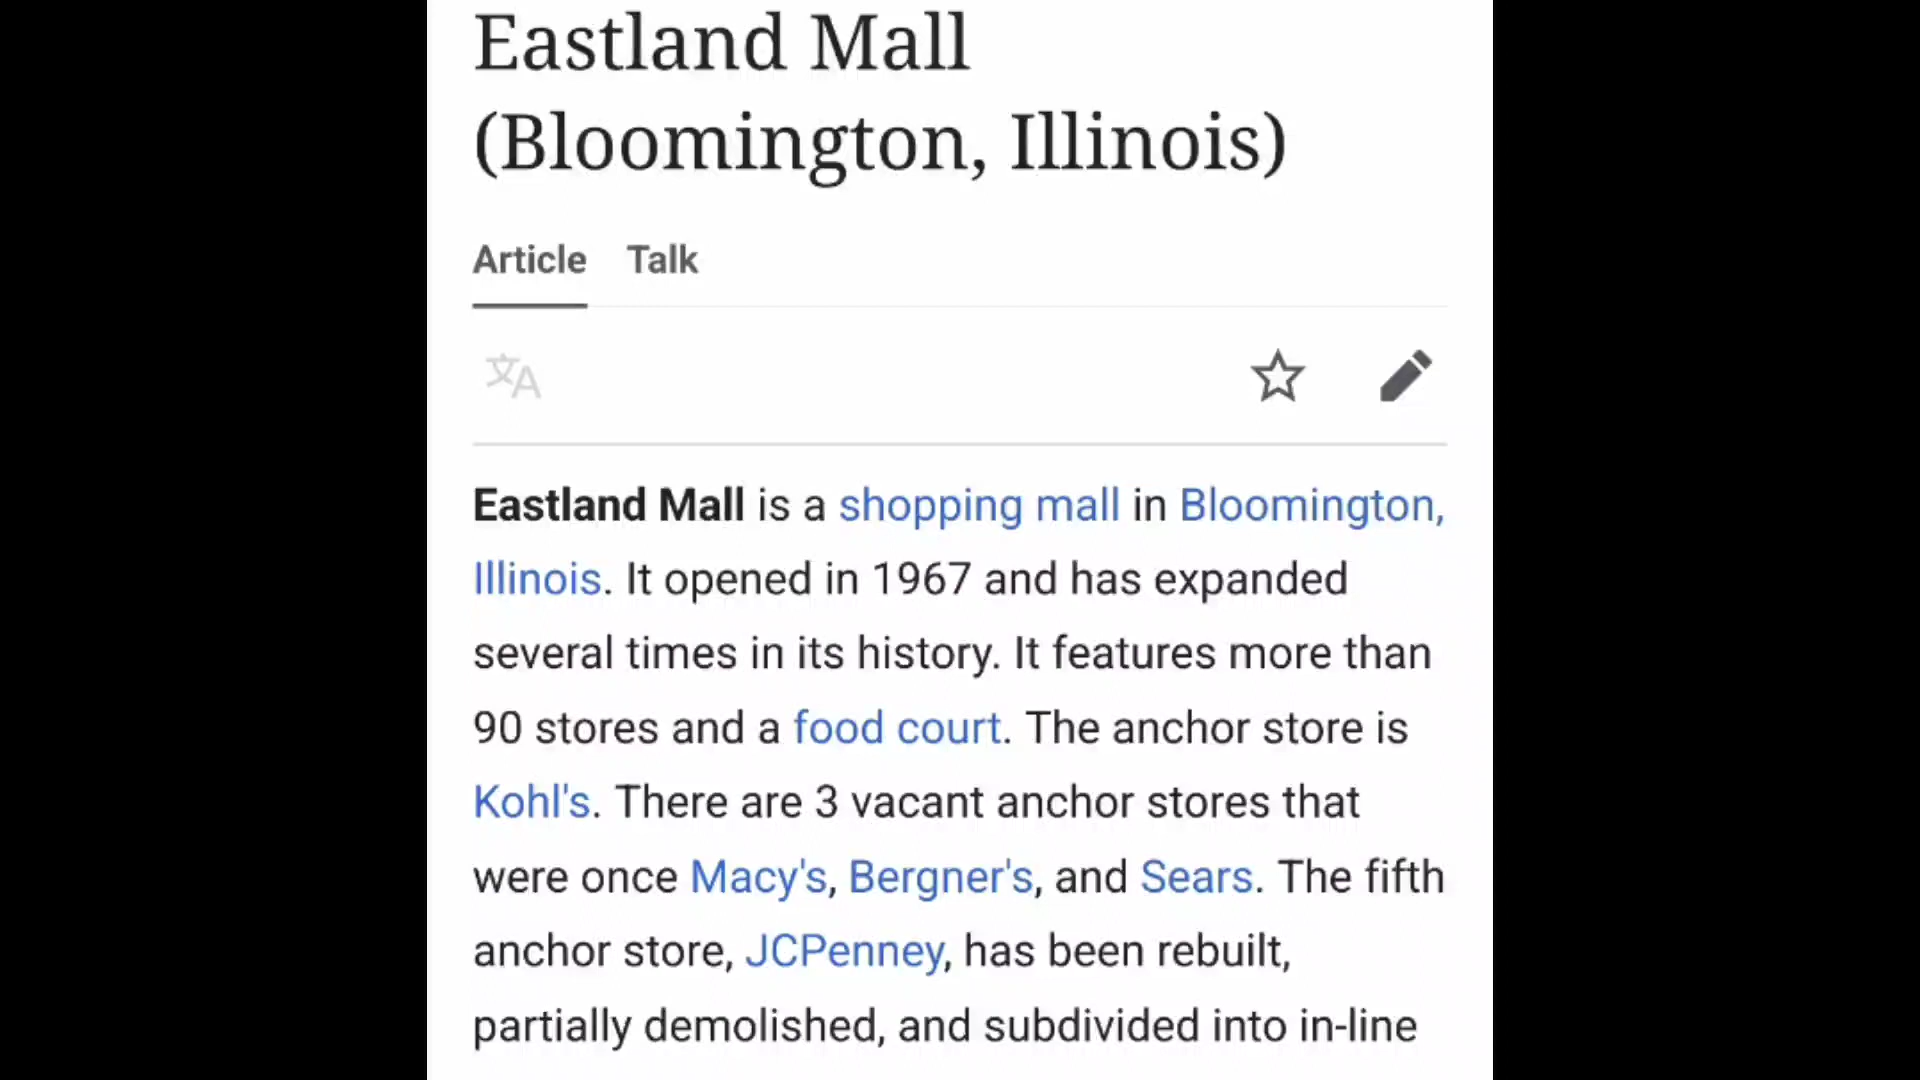 Eastland Mall
(Bloomington, Illinois)
Article Talk
Eastland Mall is a shopping mall in Bloomington,
Illinois. It opened in 1967 and has expanded
several times in its history. It features more than
90 stores and a food court. The anchor store is
Kohl's. There are 3 vacant anchor stores that
were once Macy's, Bergner's, and Sears. The fifth
anchor store, JCPenney, has been rebuilt,
partially demolished, and subdivided into in-line